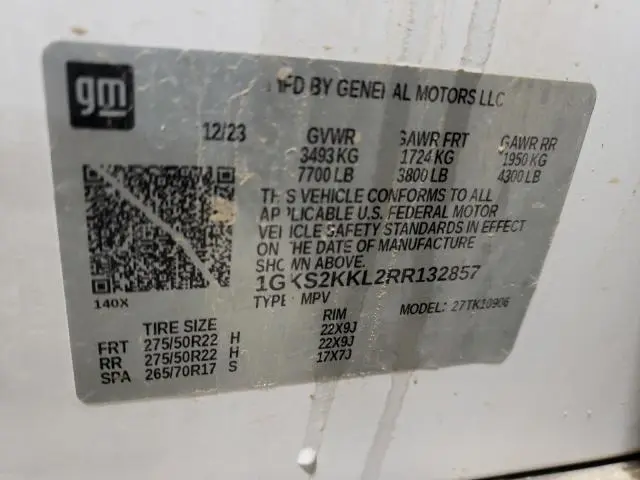 gm
MFD BY GENERAL MOTORS LLC
12/23 GVWR GAWR FRT GAWR RR
3493 KG 1724 KG 1950 KG
7700 LB 3800 LB 4300 LB
THIS VEHICLE CONFORMS TO ALL
APPLICABLE U.S. FEDERAL MOTOR
VEHICLE SAFETY STANDARDS IN EFFECT
ON THE DATE OF MANUFACTURE
SHOWN ABOVE.
1GKS2KKL2RR132857
140X TYPE: MPV MODEL: 27TK10906
TIRE SIZE RIM
FRT 275/50R22 H 22X9J
RR 275/50R22 H 22X9J
SPA 265/70R17 S 17X7J